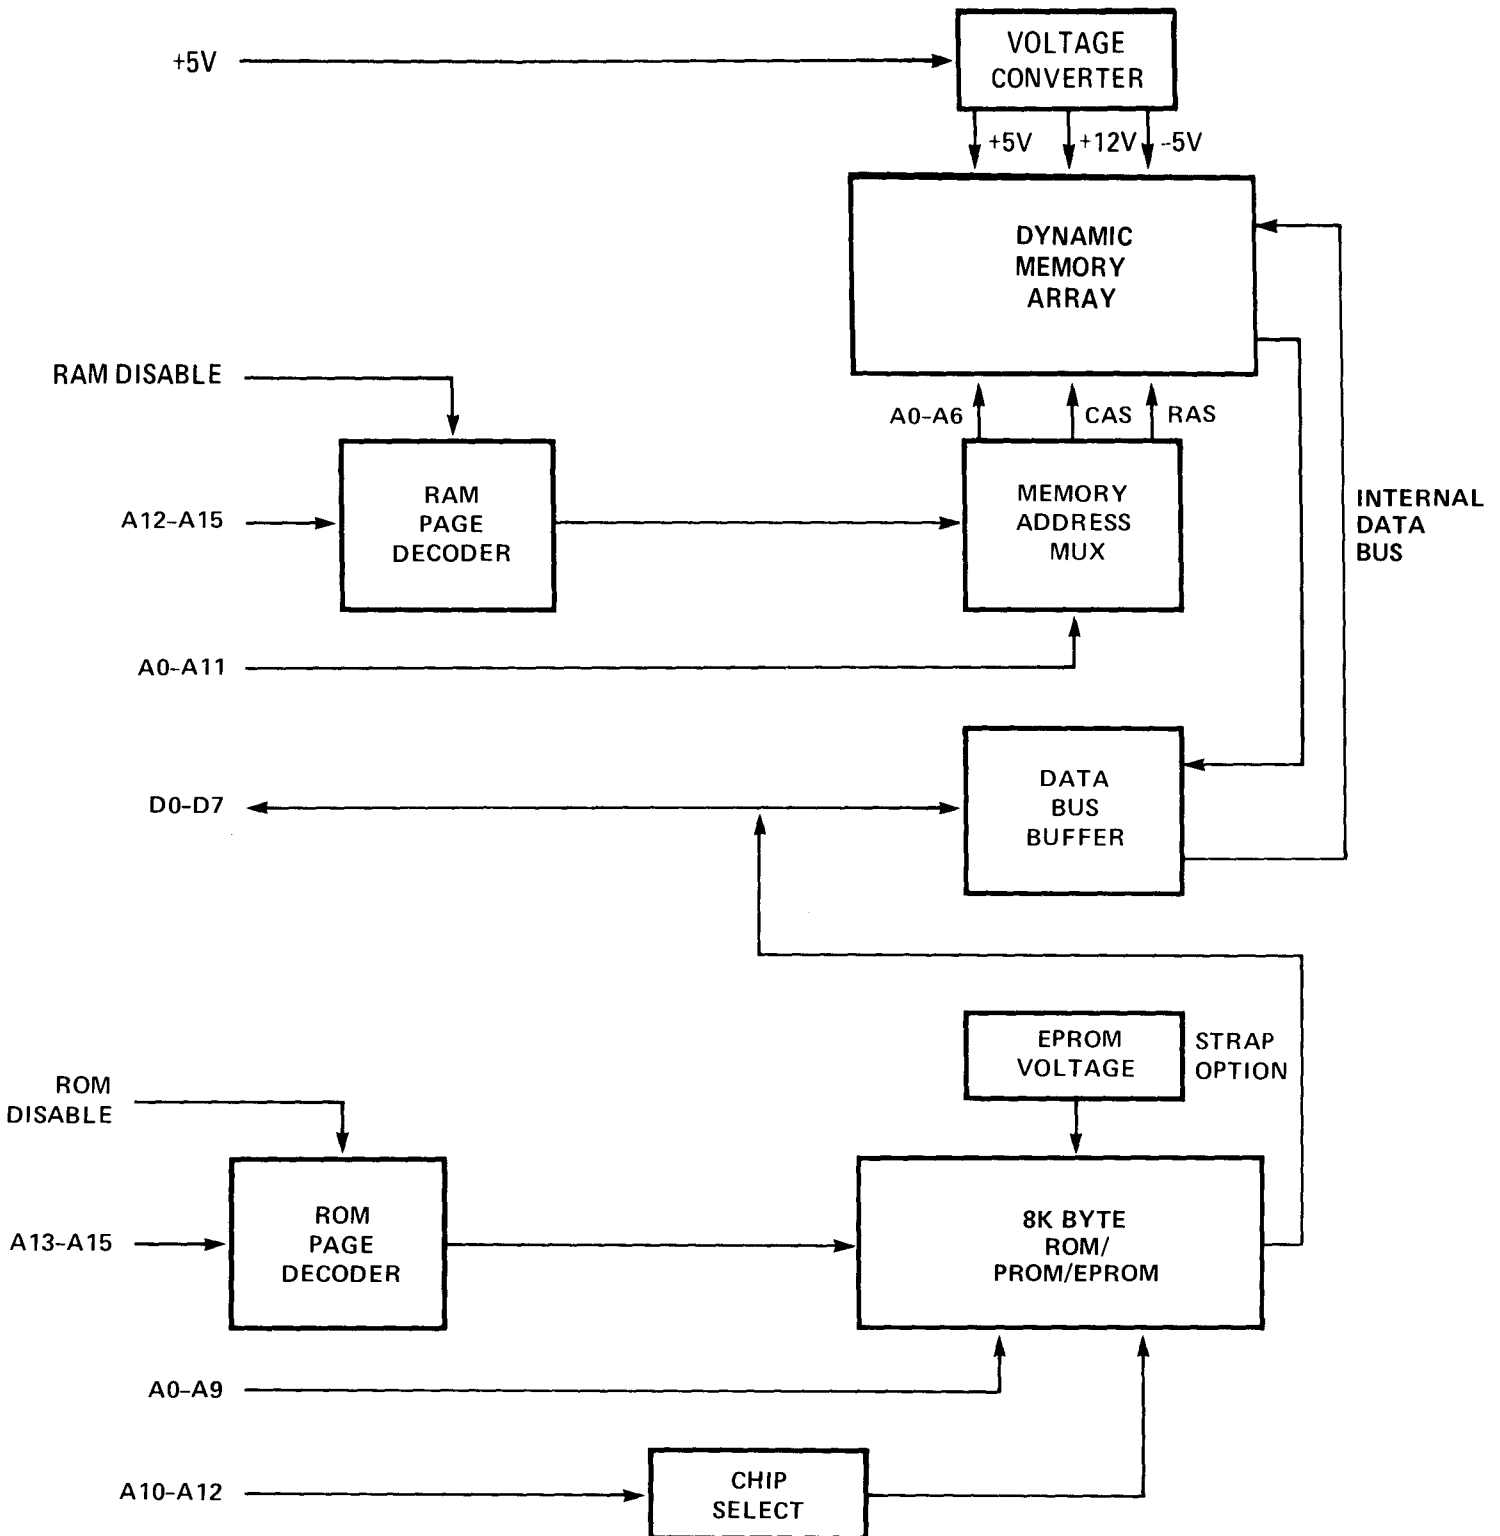 +5V
VOLTAGE
CONVERTER
+5V
+12V
-5V
DYNAMIC
MEMORY
ARRAY
RAM DISABLE
A0-A6
CAS
RAS
RAM
PAGE
DECODER
A12-A15
MEMORY
ADDRESS
MUX
INTERNAL
DATA
BUS
A0-A11
D0-D7
DATA
BUS
BUFFER
EPROM
VOLTAGE
STRAP
OPTION
ROM
DISABLE
A13-A15
ROM
PAGE
DECODER
8K BYTE
ROM/
PROM/EPROM
A0-A9
A10-A12
CHIP
SELECT